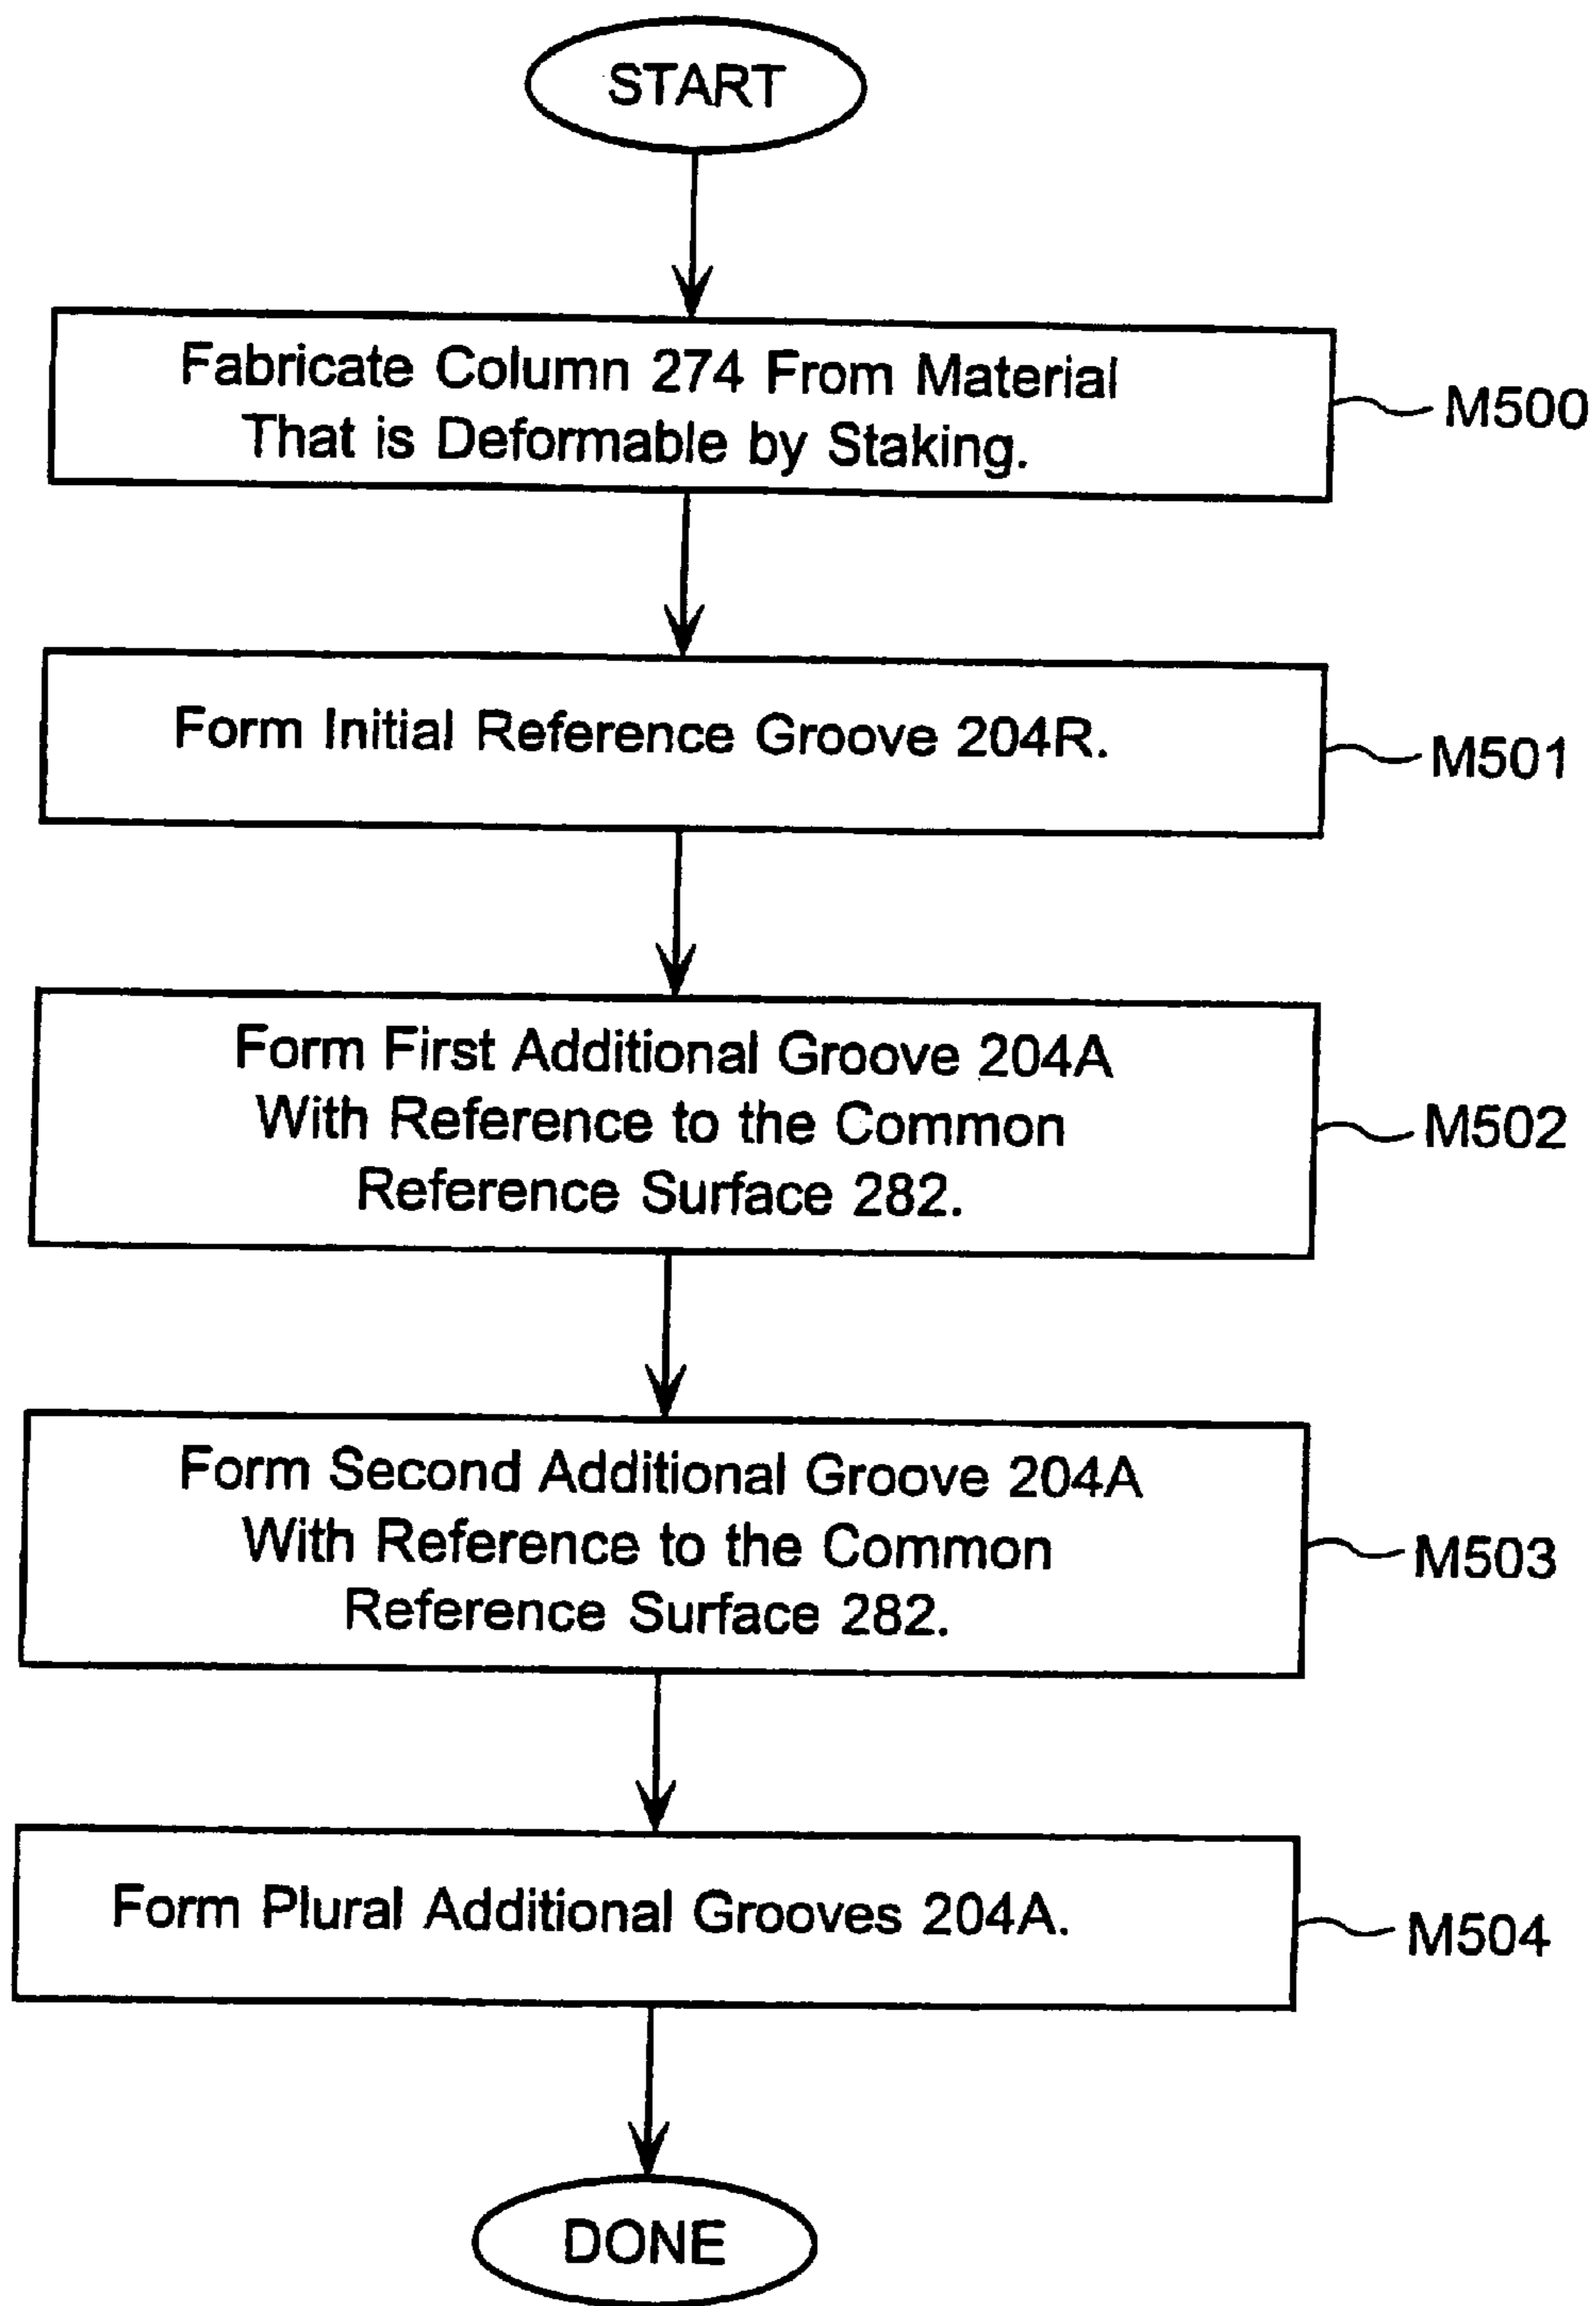 START
Fabricate Column 274 From Material
That is Deformable by Staking.
M500
Form Initial Reference Groove 204R.
M501
Form First Additional Groove 204A
With Reference to the Common
Reference Surface 282.
M502
Form Second Additional Groove 204A
With Reference to the Common
Reference Surface 282.
M503
Form Plural Additional Grooves 204A.
M504
DONE